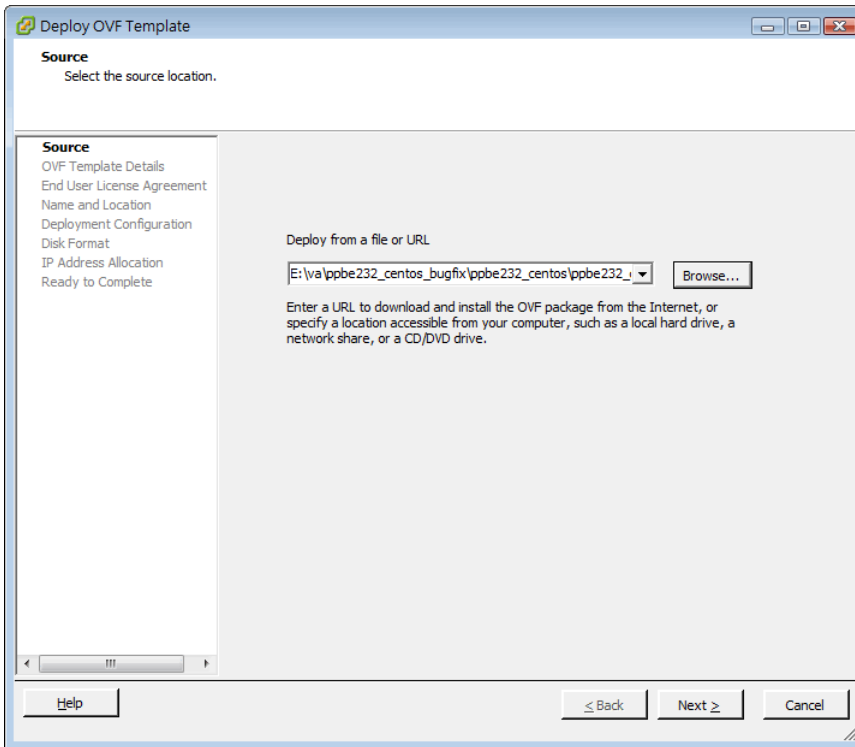 Deploy OVF Template
Source
Select the source location.
Source
OVF Template Details
End User License Agreement
Name and Location
Deployment Configuration
Disk Format
IP Address Allocation
Ready to Complete
Deploy from a file or URL
E:\va\ppbe232_centos_bugfix\ppbe232_centos\ppbe232_
Browse...
Enter a URL to download and install the OVF package from the Internet, or
specify a location accessible from your computer, such as a local hard drive, a
network share, or a CD/DVD drive.
Help
< Back
Next >
Cancel